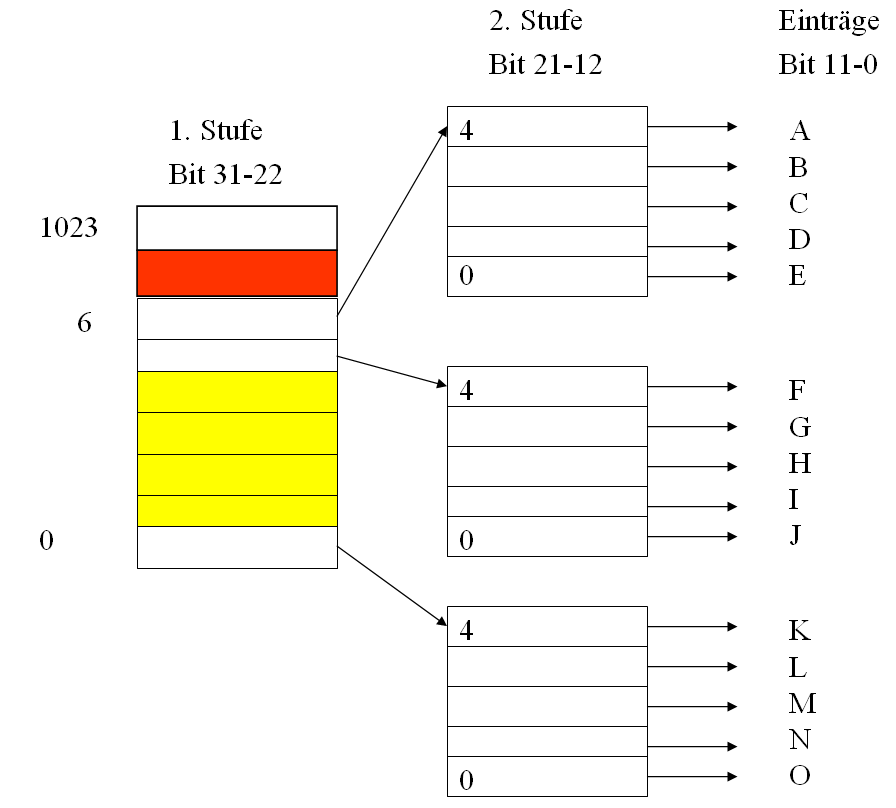 1. Stufe
Bit 31-22
1023
6
0
2. Stufe
Bit 21-12
4
0
4
0
4
0
Einträge
Bit 11-0
A
B
C
D
E
F
G
H
I
J
K
L
M
N
O